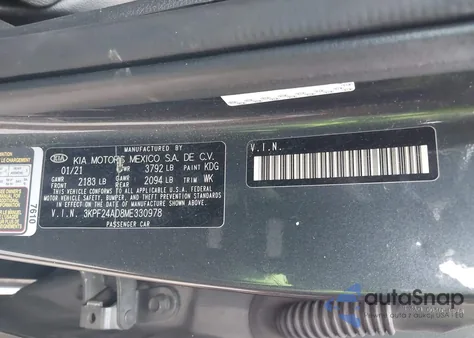 MANUFACTURED BY
KIA KIA MOTORS MEXICO S.A. DE C.V.
01/21 GVWR 3792 LB PAINT KDG
GAWR FRONT 2183 LB GAWR REAR 2094 LB TRIM WK
THIS VEHICLE CONFORMS TO ALL APPLICABLE U.S.A. FEDERAL
MOTOR VEHICLE SAFETY, BUMPER, AND THEFT PREVENTION STANDARDS
IN EFFECT ON THE DATE OF MANUFACTURE SHOWN ABOVE.
V.I.N. 3KPF24AD8ME330978
PASSENGER CAR
V.I.N.
7610
autoSnap